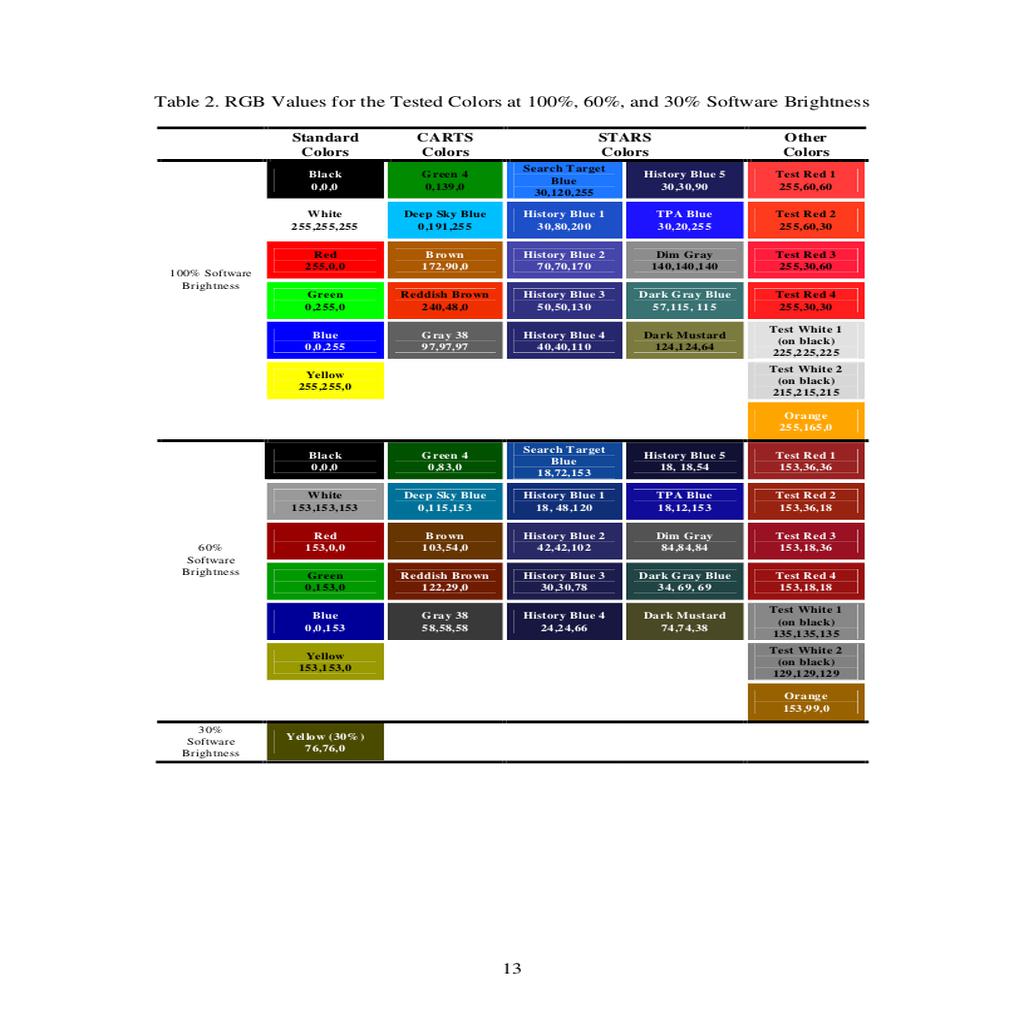 Table 2. RGB Values for the Tested Colors at 100%, 60%, and 30% Software Brightness
Standard Colors
CARTS Colors
STARS Colors
Other Colors
100% Software
Brightness
Black
0,0,0
Green 4
0,139,0
Search Target
Blue
30,120,255
History Blue 5
30,30,90
Test Red 1
255,60,60
White
255,255,255
Deep Sky Blue
0,191,255
History Blue 1
30,80,200
TPA Blue
30,20,255
Test Red 2
255,60,30
Red
255,0,0
Brown
172,90,0
History Blue 2
70,70,170
Dim Gray
140,140,140
Test Red 3
255,30,60
Green
0,255,0
Reddish Brown
240,48,0
History Blue 3
50,50,130
Dark Gray Blue
57,115, 115
Test Red 4
255,30,30
Blue
0,0,255
Gray 38
97,97,97
History Blue 4
40,40,110
Dark Mustard
124,124,64
Test White 1
(on black)
225,225,225
Yellow
255,255,0
Test White 2
(on black)
215,215,215
Orange
255,165,0
60%
Software
Brightness
Black
0,0,0
Green 4
0,83,0
Search Target
Blue
18,72,153
History Blue 5
18, 18,54
Test Red 1
153,36,36
White
153,153,153
Deep Sky Blue
0,115,153
History Blue 1
18, 48,120
TPA Blue
18,12,153
Test Red 2
153,36,18
Red
153,0,0
Brown
103,54,0
History Blue 2
42,42,102
Dim Gray
84,84,84
Test Red 3
153,18,36
Green
0,153,0
Reddish Brown
122,29,0
History Blue 3
30,30,78
Dark Gray Blue
34, 69, 69
Test Red 4
153,18,18
Blue
0,0,153
Gray 38
58,58,58
History Blue 4
24,24,66
Dark Mustard
74,74,38
Test White 1
(on black)
135,135,135
Yellow
153,153,0
Test White 2
(on black)
129,129,129
Orange
153,99,0
30%
Software
Brightness
Yellow (30%)
76,76,0
13